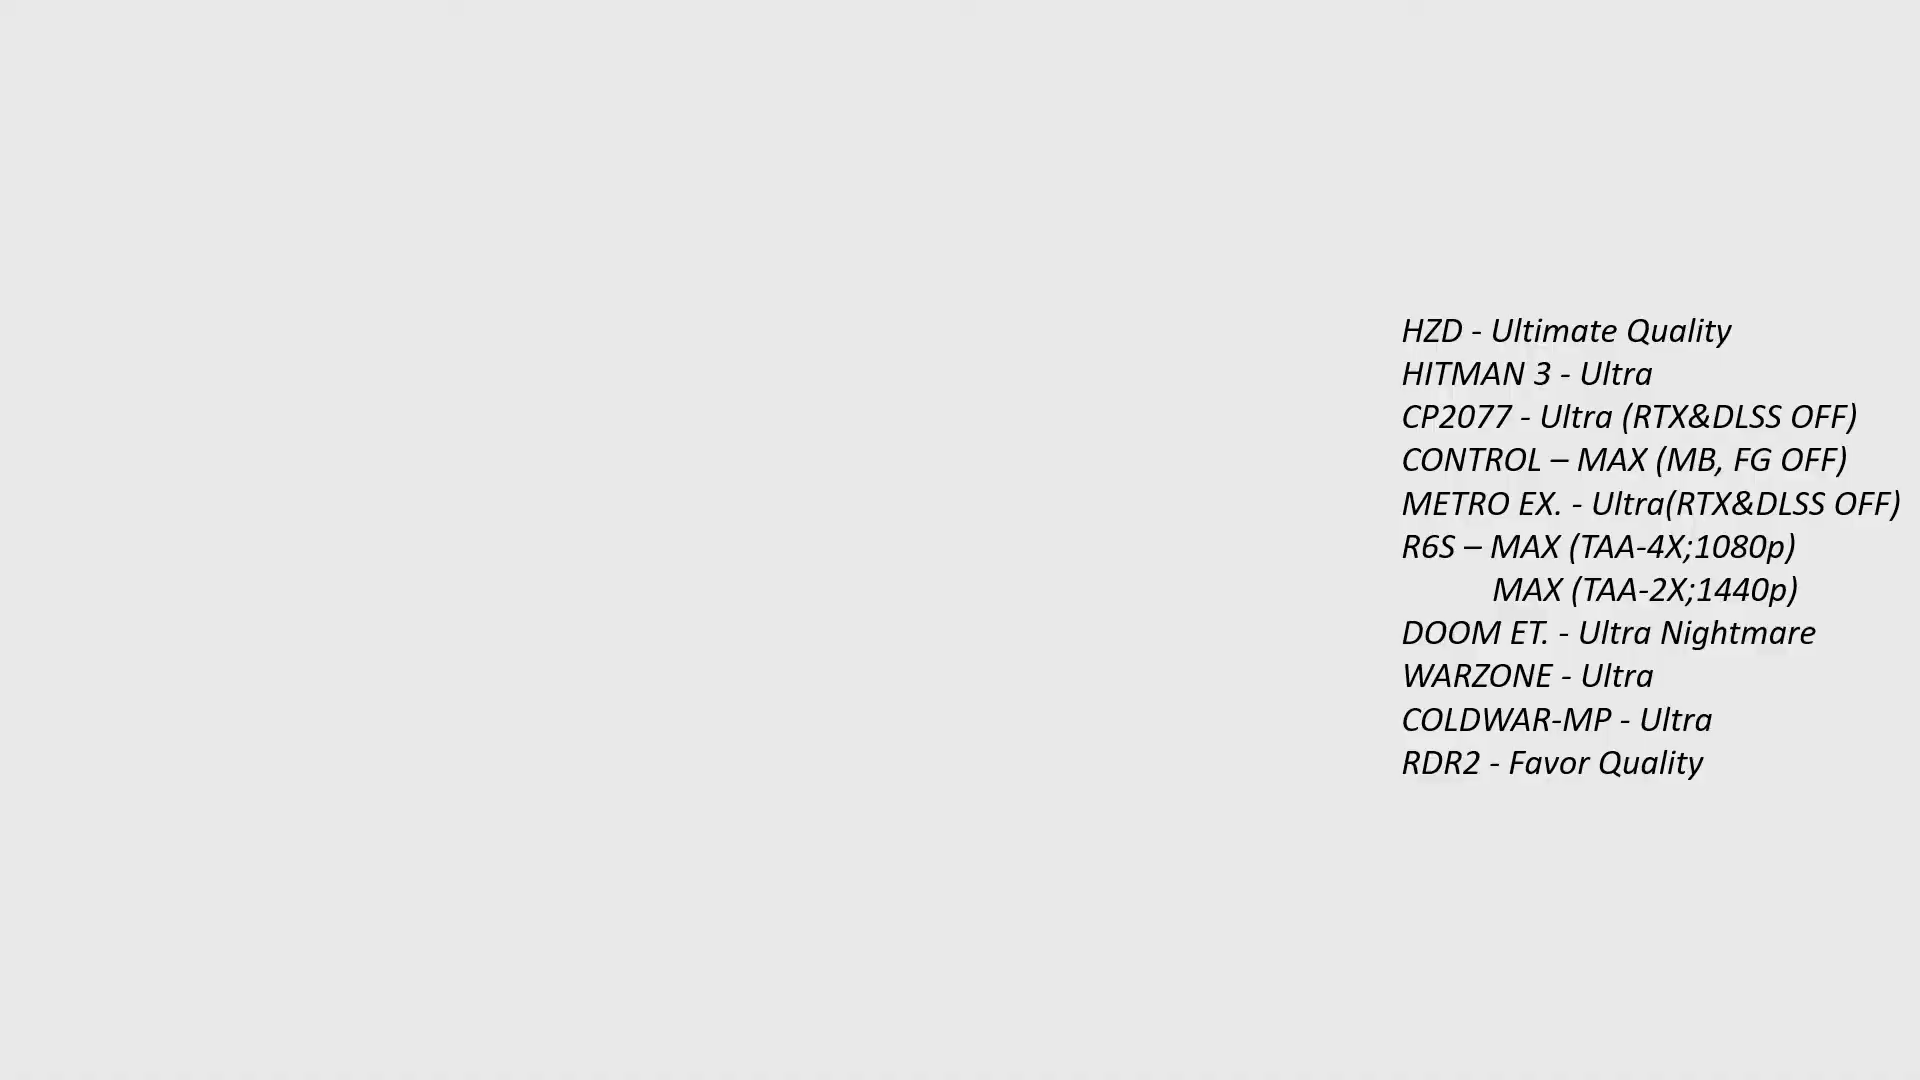 HZD - Ultimate Quality
HITMAN 3 - Ultra
CP2077 - Ultra (RTX&DLSS OFF)
CONTROL – MAX (MB, FG OFF)
METRO EX. - Ultra(RTX&DLSS OFF)
R6S – MAX (TAA-4X;1080p)
MAX (TAA-2X;1440p)
DOOM ET. - Ultra Nightmare
WARZONE - Ultra
COLDWAR-MP - Ultra
RDR2 - Favor Quality